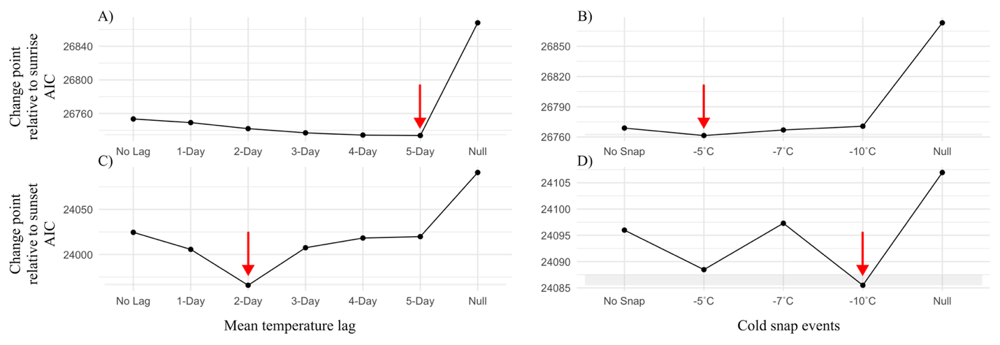 A)
Change point
relative to sunrise
AIC
26840
26800
26760
No Lag 1-Day 2-Day 3-Day 4-Day 5-Day Null
B)
26850
26820
26790
26760
No Snap -5°C -7°C -10°C Null
C)
Change point
relative to sunset
AIC
24050
24000
No Lag 1-Day 2-Day 3-Day 4-Day 5-Day Null
Mean temperature lag
D)
24105
24100
24095
24090
24085
No Snap -5°C -7°C -10°C Null
Cold snap events